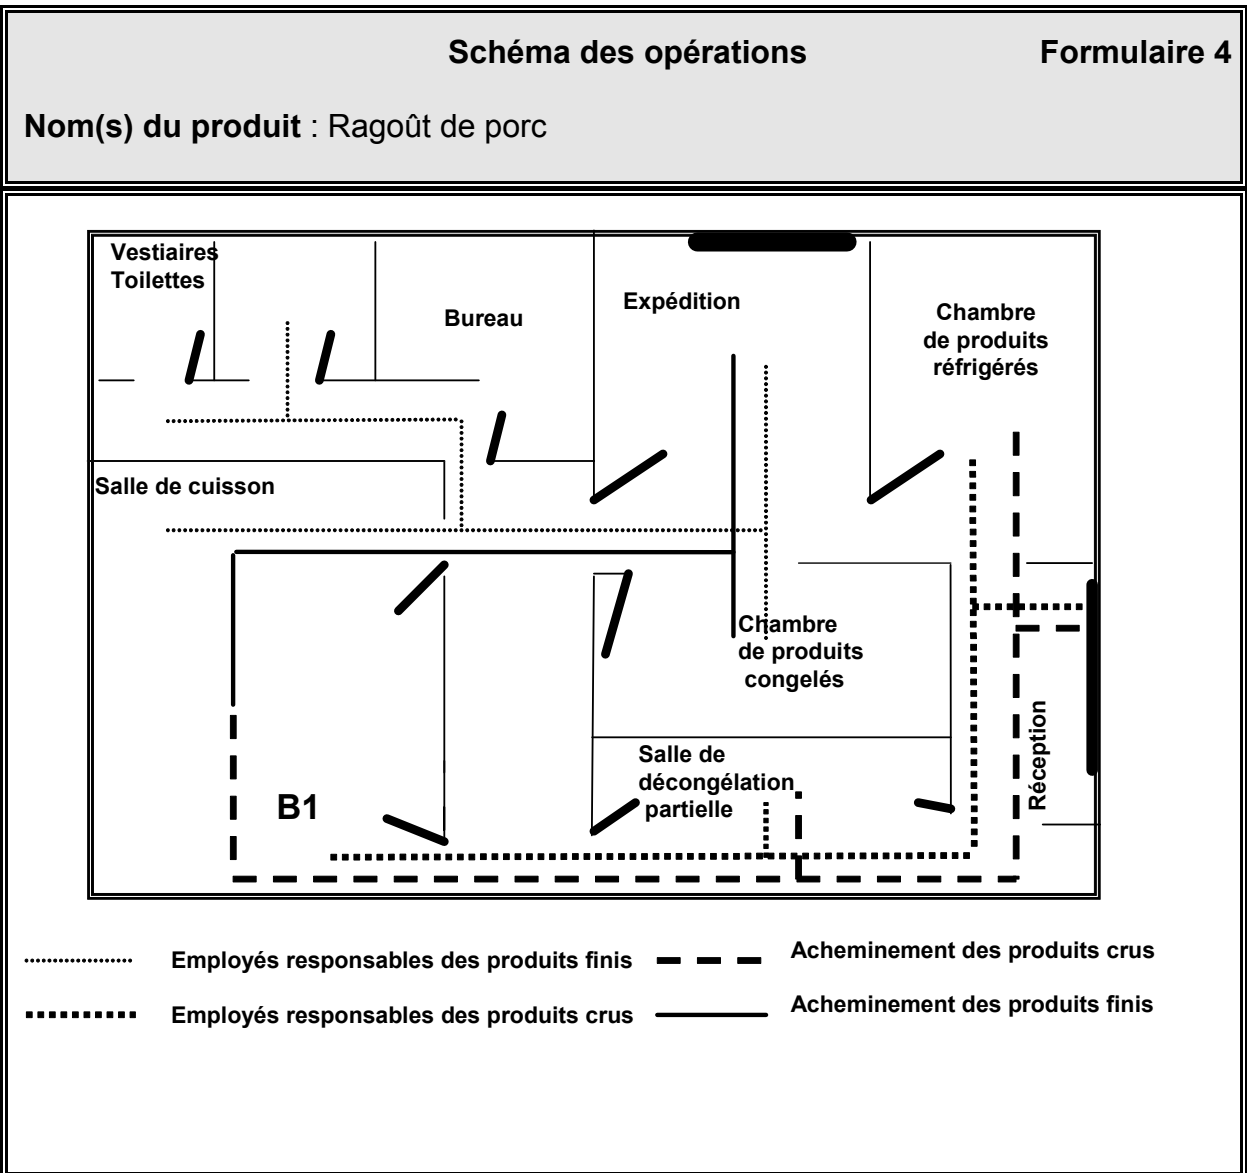 Schéma des opérations Formulaire 4
Nom(s) du produit : Ragoût de porc
Vestiaires
Toilettes
Bureau
Expédition
Chambre
de produits
réfrigérés
Salle de cuisson
Chambre
de produits
congelés
Réception
Salle de
décongélation
partielle
B1
Employés responsables des produits finis
Acheminement des produits crus
Employés responsables des produits crus
Acheminement des produits finis